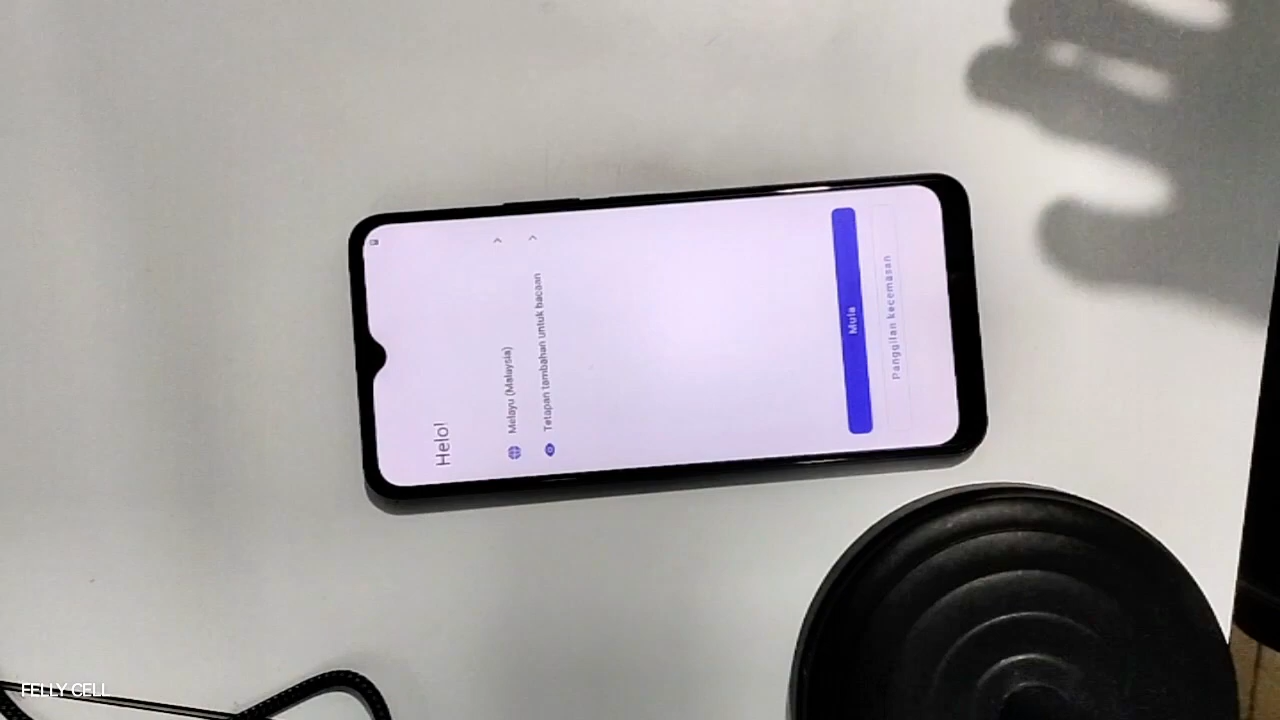 Helo!
Melayu (Malaysia)
Tetapan tambahan untuk bacaan
Mula
Panggilan kecemasan
FELLY CELL